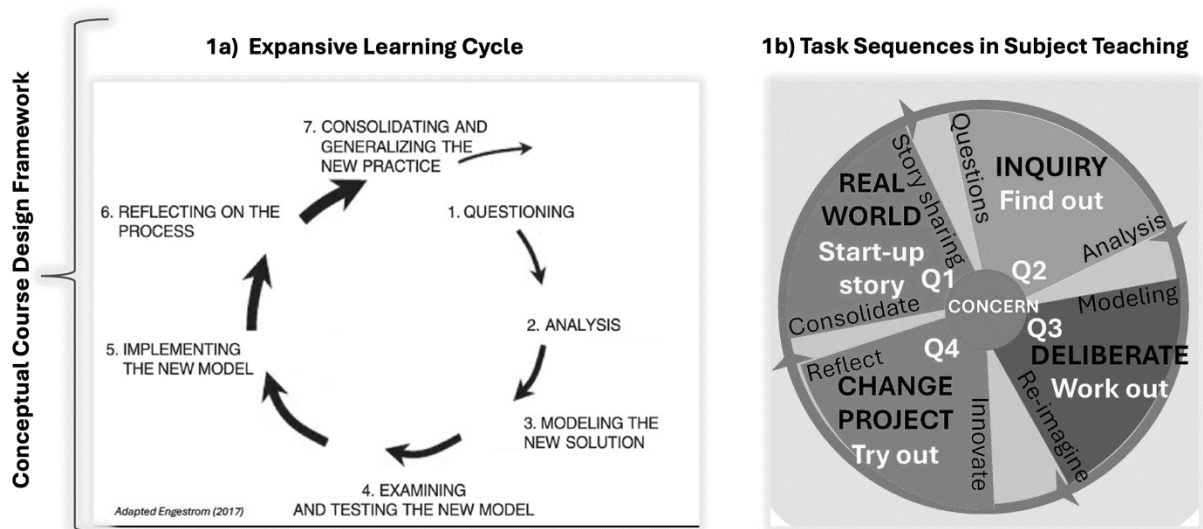 Conceptual Course Design Framework
1a) Expansive Learning Cycle
7. CONSOLIDATING AND
GENERALIZING THE
NEW PRACTICE
1. QUESTIONING
2. ANALYSIS
3. MODELING THE
NEW SOLUTION
4. EXAMINING
AND TESTING THE NEW MODEL
5. IMPLEMENTING
THE NEW MODEL
6. REFLECTING ON THE
PROCESS
Adapted Engestrom (2017)
1b) Task Sequences in Subject Teaching
REAL
WORLD
Start-up
story
Q1
Story sharing
Questions
INQUIRY
Find out
Q2
Analysis
CONCERN
Modeling
Q3
DELIBERATE
Work out
Re-imagine
Innovate
Q4
CHANGE
PROJECT
Try out
Reflect
Consolidate